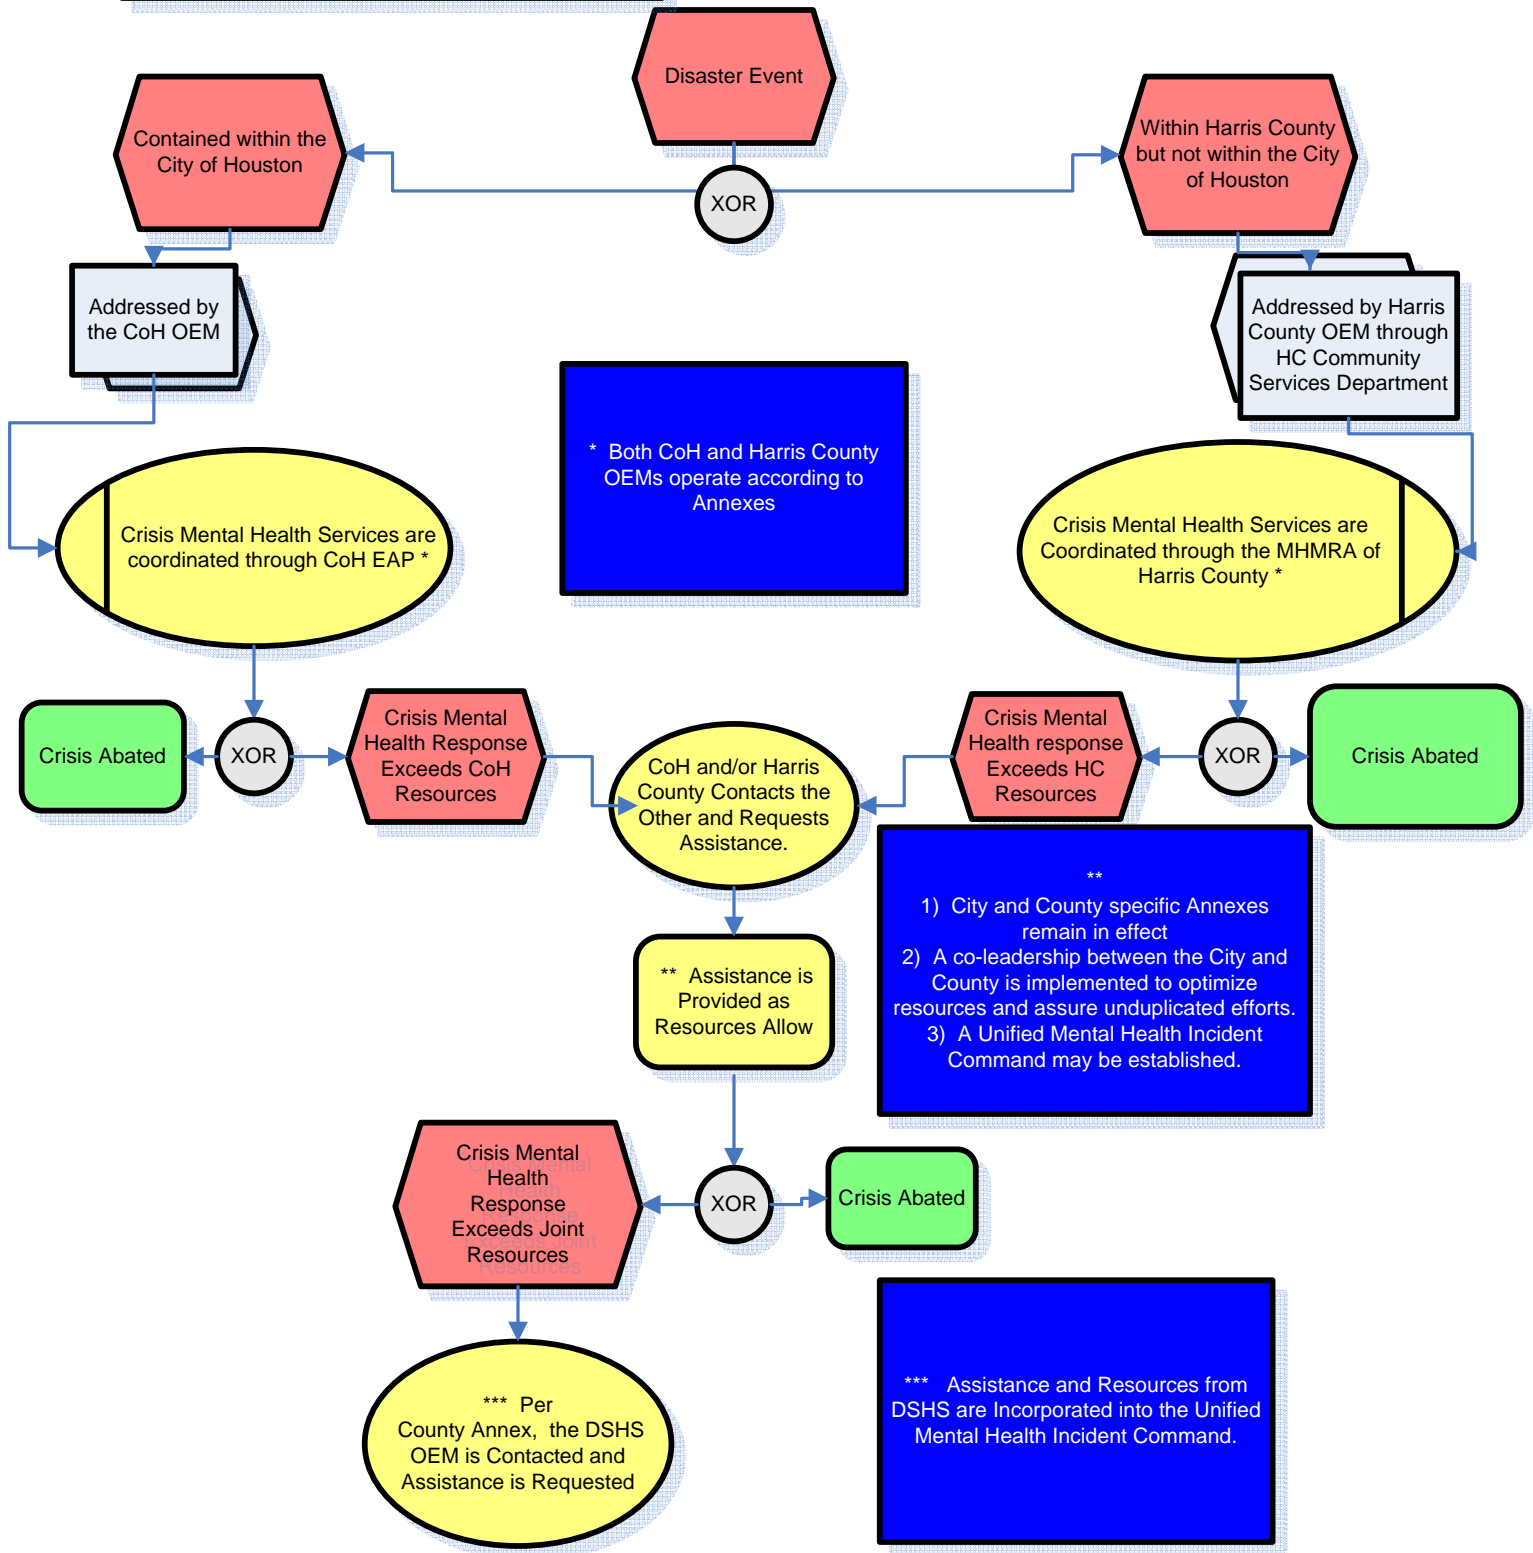 Disaster Event
Contained within the
City of Houston
Within Harris County
but not within the City
of Houston
XOR
Addressed by
the CoH OEM
Addressed by Harris
County OEM through
HC Community
Services Department
* Both CoH and Harris County
OEMs operate according to
Annexes
Crisis Mental Health Services are
coordinated through CoH EAP *
Crisis Mental Health Services are
Coordinated through the MHMRA of
Harris County *
Crisis Abated
XOR
Crisis Mental
Health Response
Exceeds CoH
Resources
CoH and/or Harris
County Contacts the
Other and Requests
Assistance.
Crisis Mental
Health response
Exceeds HC
Resources
XOR
Crisis Abated
**
1) City and County specific Annexes
remain in effect
2) A co-leadership between the City and
County is implemented to optimize
resources and assure unduplicated efforts.
3) A Unified Mental Health Incident
Command may be established.
** Assistance is
Provided as
Resources Allow
Crisis Mental
Health
Response
Exceeds Joint
Resources
XOR
Crisis Abated
*** Per
County Annex, the DSHS
OEM is Contacted and
Assistance is Requested
*** Assistance and Resources from
DSHS are Incorporated into the Unified
Mental Health Incident Command.